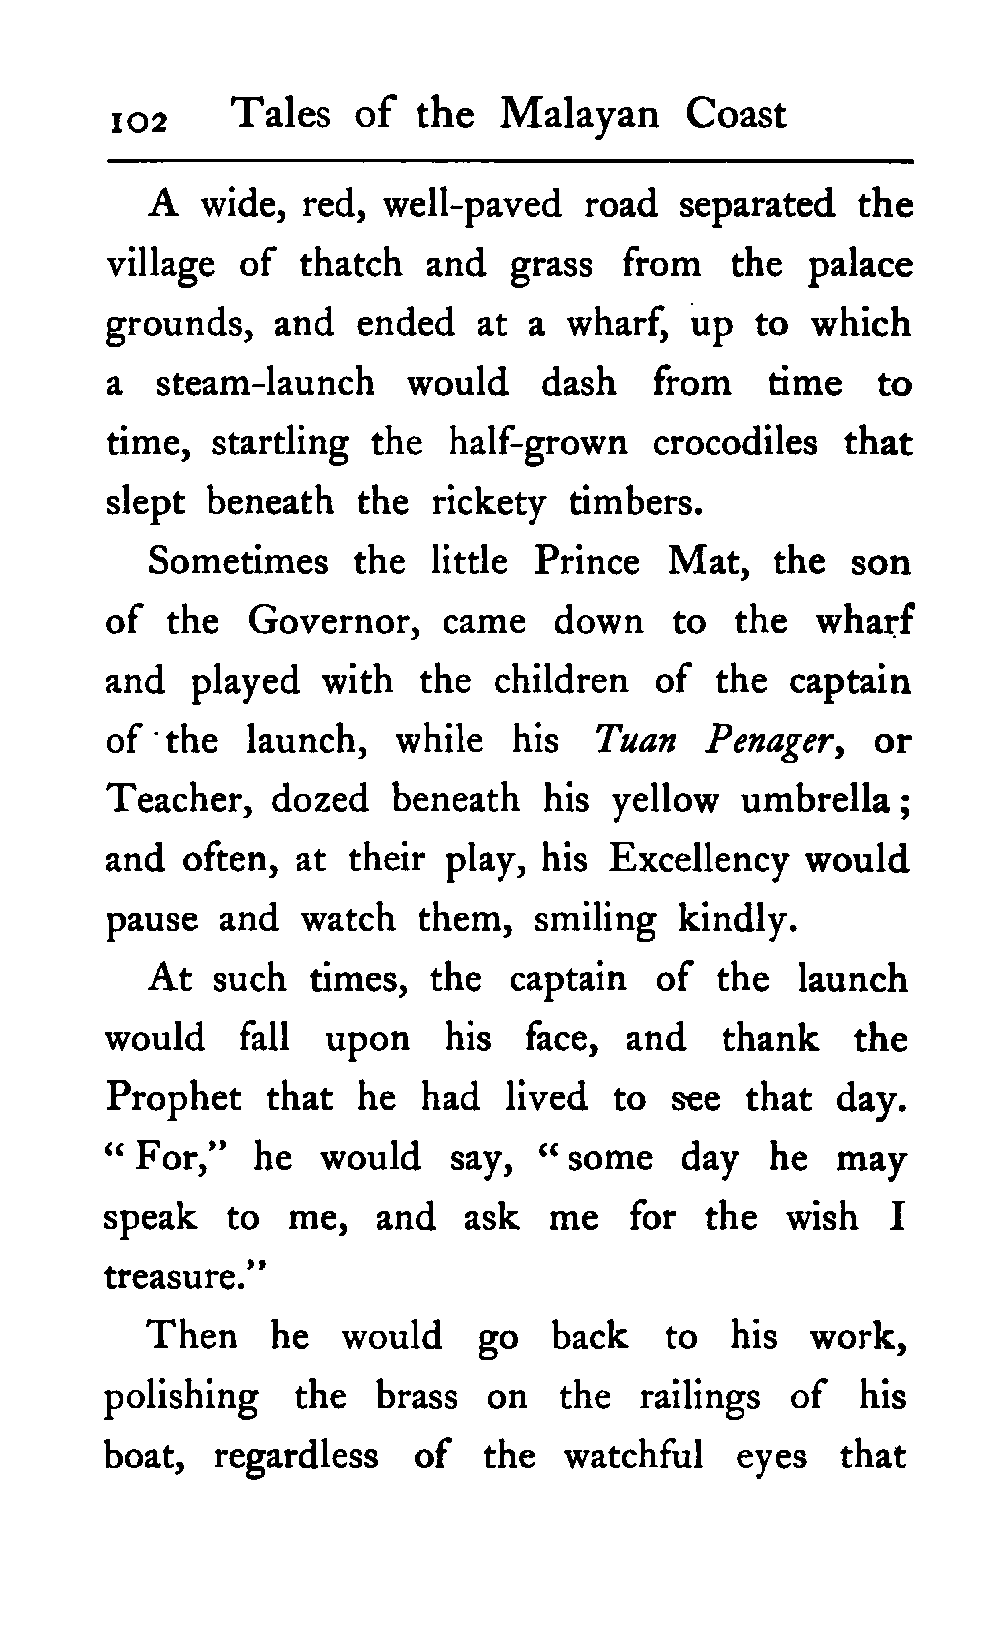 102 Tales of the Malayan Coast
A wide, red, well-paved road separated the
village of thatch and grass from the palace
grounds, and ended at a wharf, up to which
a steam-launch would dash from time to
time, startling the half-grown crocodiles that
slept beneath the rickety timbers.
Sometimes the little Prince Mat, the son
of the Governor, came down to the wharf
and played with the children of the captain
of the launch, while his Tuan Penager, or
Teacher, dozed beneath his yellow umbrella ;
and often, at their play, his Excellency would
pause and watch them, smiling kindly.
At such times, the captain of the launch
would fall upon his face, and thank the
Prophet that he had lived to see that day.
“ For,” he would say, “ some day he may
speak to me, and ask me for the wish I
treasure.”
Then he would go back to his work,
polishing the brass on the railings of his
boat, regardless of the watchful eyes that